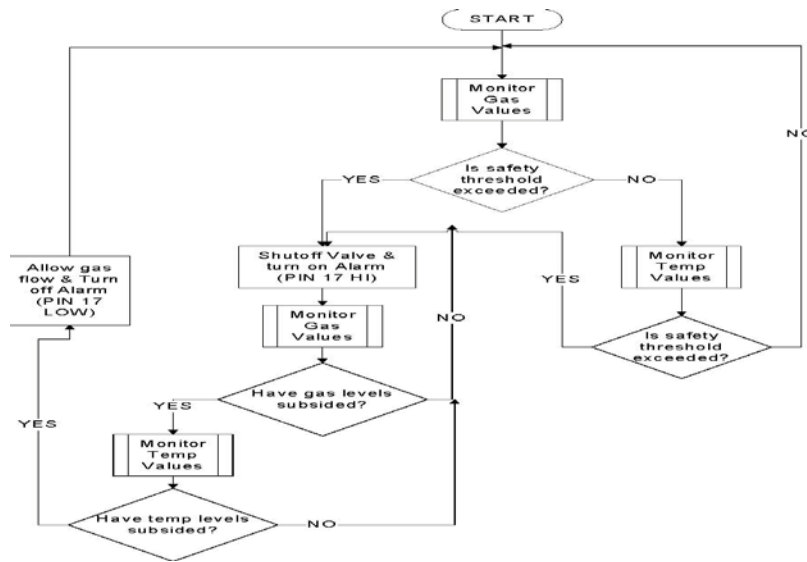 START
Monitor
Gas
Values
Is safety
threshold
exceeded?
YES
NO
NO
Shutoff Valve &
turn on Alarm
(PIN 17 HI)
Monitor
Temp
Values
Allow gas
flow & Turn
off Alarm
(PIN 17
LOW)
YES
Monitor
Gas
Values
NO
Is safety
threshold
exceeded?
Have gas levels
subsided?
YES
YES
Monitor
Temp
Values
Have temp levels
subsided?
NO